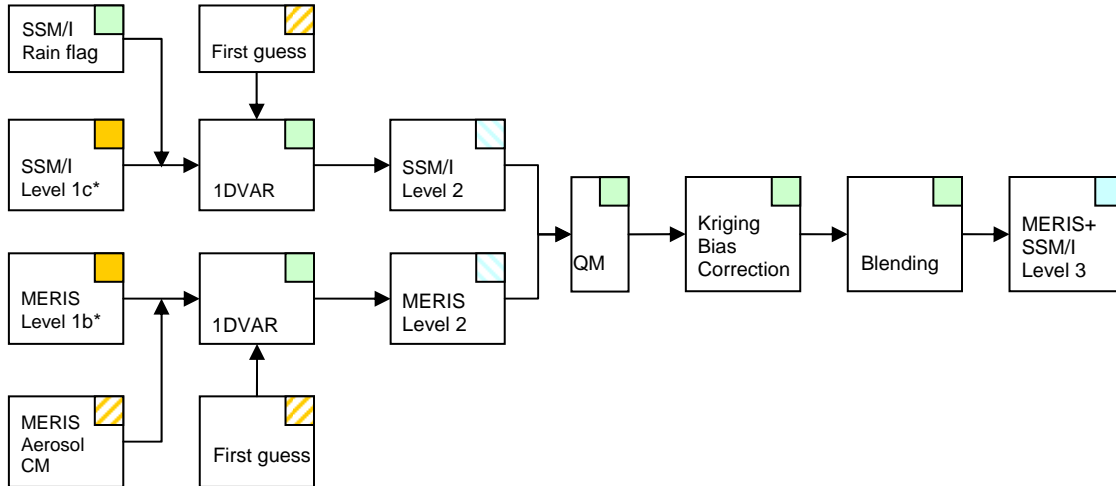 SSM/I
Rain flag
First guess
SSM/I
Level 1c*
1DVAR
SSM/I
Level 2
QM
Kriging
Bias
Correction
Blending
MERIS+
SSM/I
Level 3
MERIS
Level 1b*
1DVAR
MERIS
Level 2
MERIS
Aerosol
CM
First guess